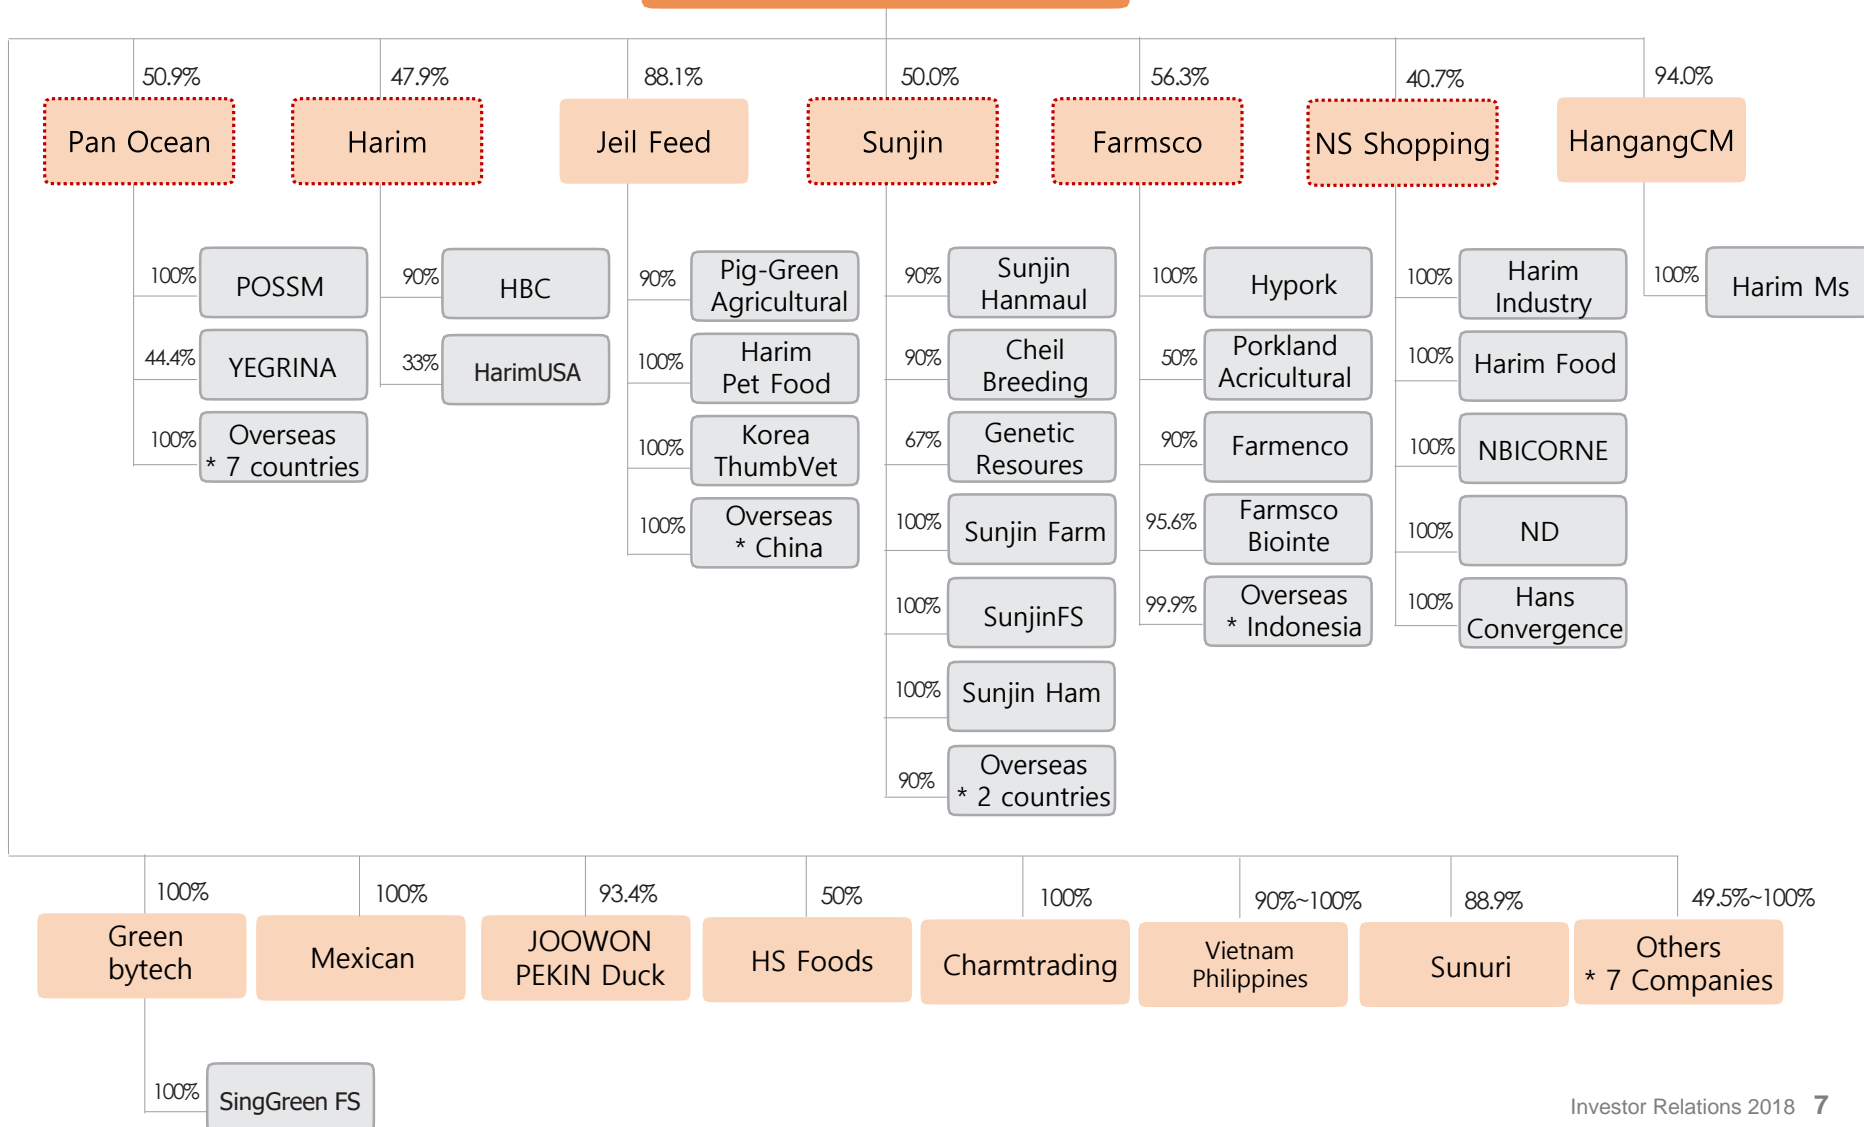 50.9%
47.9%
88.1%
50.0%
56.3%
40.7%
94.0%
Pan Ocean
Harim
Jeil Feed
Sunjin
Farmsco
NS Shopping
HangangCM
100%
POSSM
44.4%
YEGRINA
100%
Overseas
* 7 countries
90%
HBC
33%
HarimUSA
90%
Pig-Green
Agricultural
100%
Harim
Pet Food
100%
Korea
ThumbVet
100%
Overseas
* China
90%
Sunjin
Hanmaul
90%
Cheil
Breeding
67%
Genetic
Resoures
100%
Sunjin Farm
100%
SunjinFS
100%
Sunjin Ham
90%
Overseas
* 2 countries
100%
Hypork
50%
Porkland
Acricultural
90%
Farmenco
95.6%
Farmsco
Biointe
99.9%
Overseas
* Indonesia
100%
Harim
Industry
100%
Harim Food
100%
NBICORNE
100%
ND
100%
Hans
Convergence
100%
Harim Ms
100%
100%
93.4%
50%
100%
90%~100%
88.9%
49.5%~100%
Green
bytech
Mexican
JOOWON
PEKIN Duck
HS Foods
Charmtrading
Vietnam
Philippines
Sunuri
Others
* 7 Companies
100%
SingGreen FS
Investor Relations 2018 7